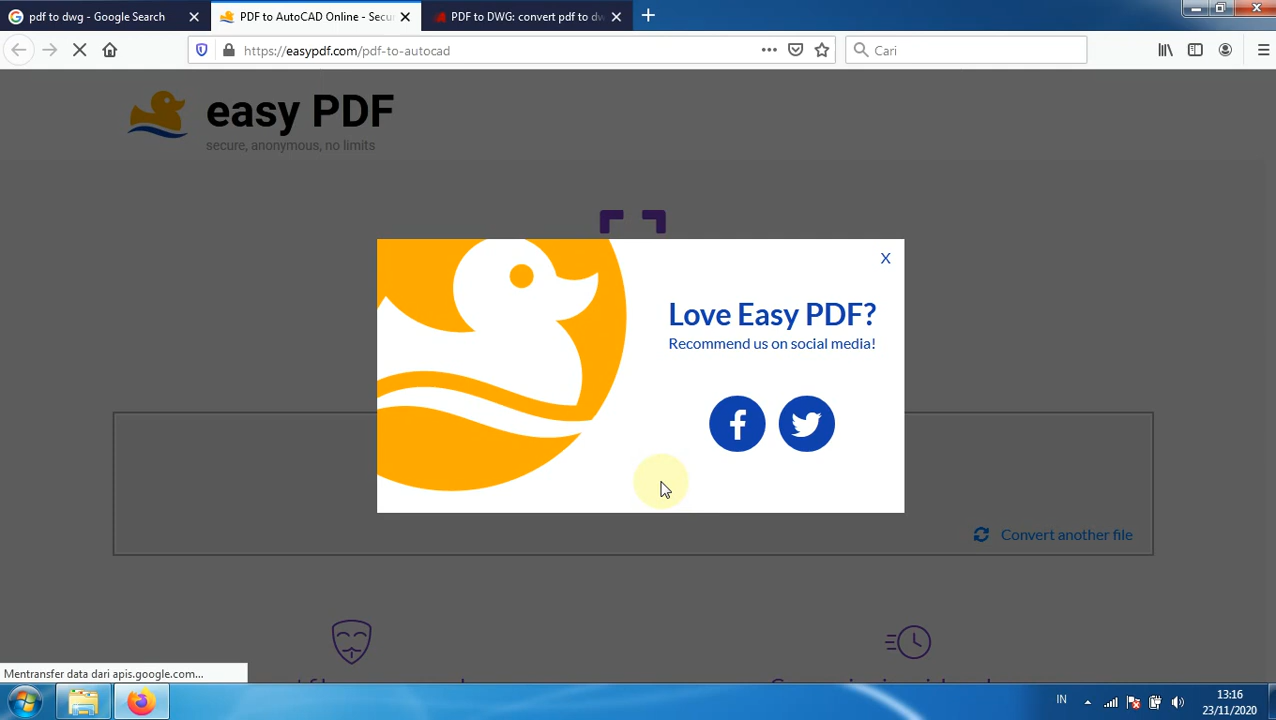 pdf to dwg - Google Search
PDF to AutoCAD Online - Secu
PDF to DWG: convert pdf to dw
https://easypdf.com/pdf-to-autocad
Cari
easy PDF
secure, anonymous, no limits
X
Love Easy PDF?
Recommend us on social media!
Convert another file
Mentransfer data dari apis.google.com...
IN
13:16
23/11/2020